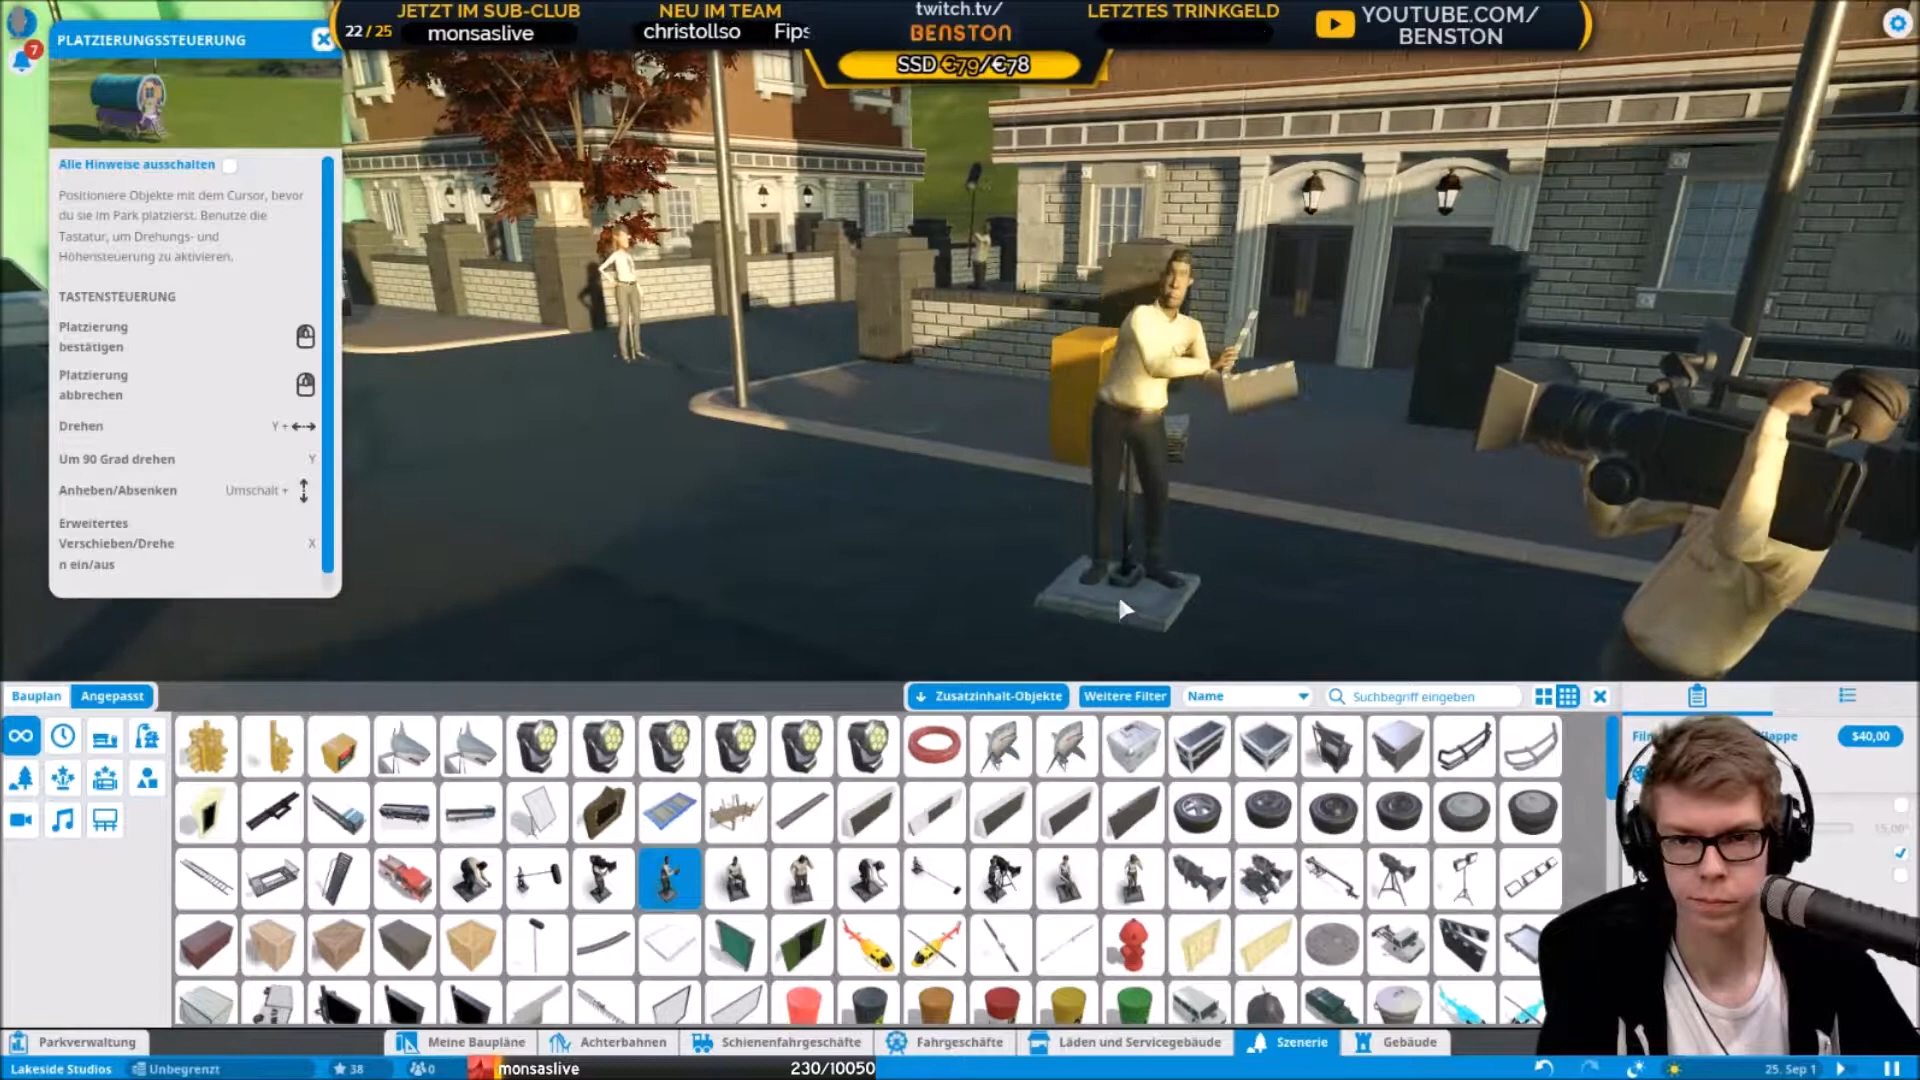 JETZT IM SUB-CLUB
22/25
monsaslive
NEU IM TEAM
christollso
Fips
twitch.tv/
BENSTON
SSD €79/€78
LETZTES TRINKGELD
YOUTUBE.COM/
BENSTON
7
PLATZIERUNGSSTEUERUNG
Alle Hinweise ausschalten
Positioniere Objekte mit dem Cursor, bevor
du sie im Park platzierst. Benutze die
Tastatur, um Drehungs- und
Höhensteuerung zu aktivieren.
TASTENSTEUERUNG
Platzierung
bestätigen
Platzierung
abbrechen
Drehen Y +
Um 90 Grad drehen Y
Anheben/Absenken Umschalt +
Erweitertes
Verschieben/Drehe X
n ein/aus
Bauplan
Angepasst
Zusatzinhalt-Objekte
Weitere Filter
Name
Suchbegriff eingeben
$40,00
15,00°
Parkverwaltung
Meine Baupläne
Achterbahnen
Schienenfahrgeschäfte
Fahrgeschäfte
Läden und Servicegebäude
Szenerie
Gebäude
Lakeside Studios
Unbegrenzt
38
0
monsaslive
230/10050
25. Sep 1